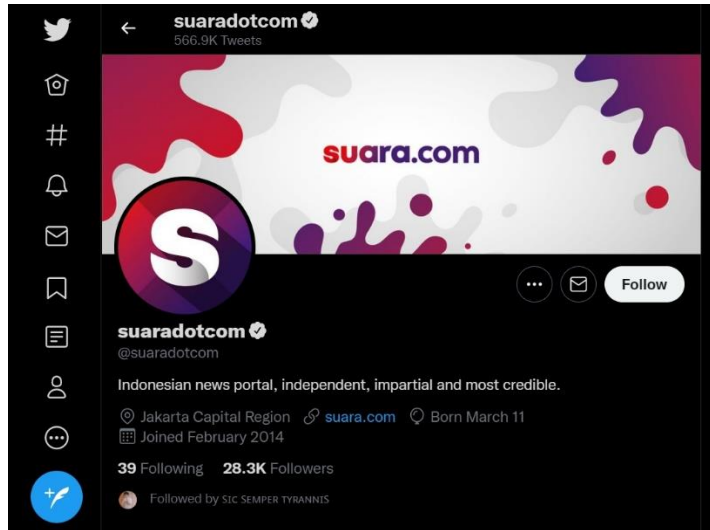 suaradotcom
566.9K Tweets
suara.com
S
Follow
suaradotcom
@suaradotcom
Indonesian news portal, independent, impartial and most credible.
Jakarta Capital Region suara.com Born March 11
Joined February 2014
39 Following 28.3K Followers
Followed by SIC SEMPER TYRANNIS